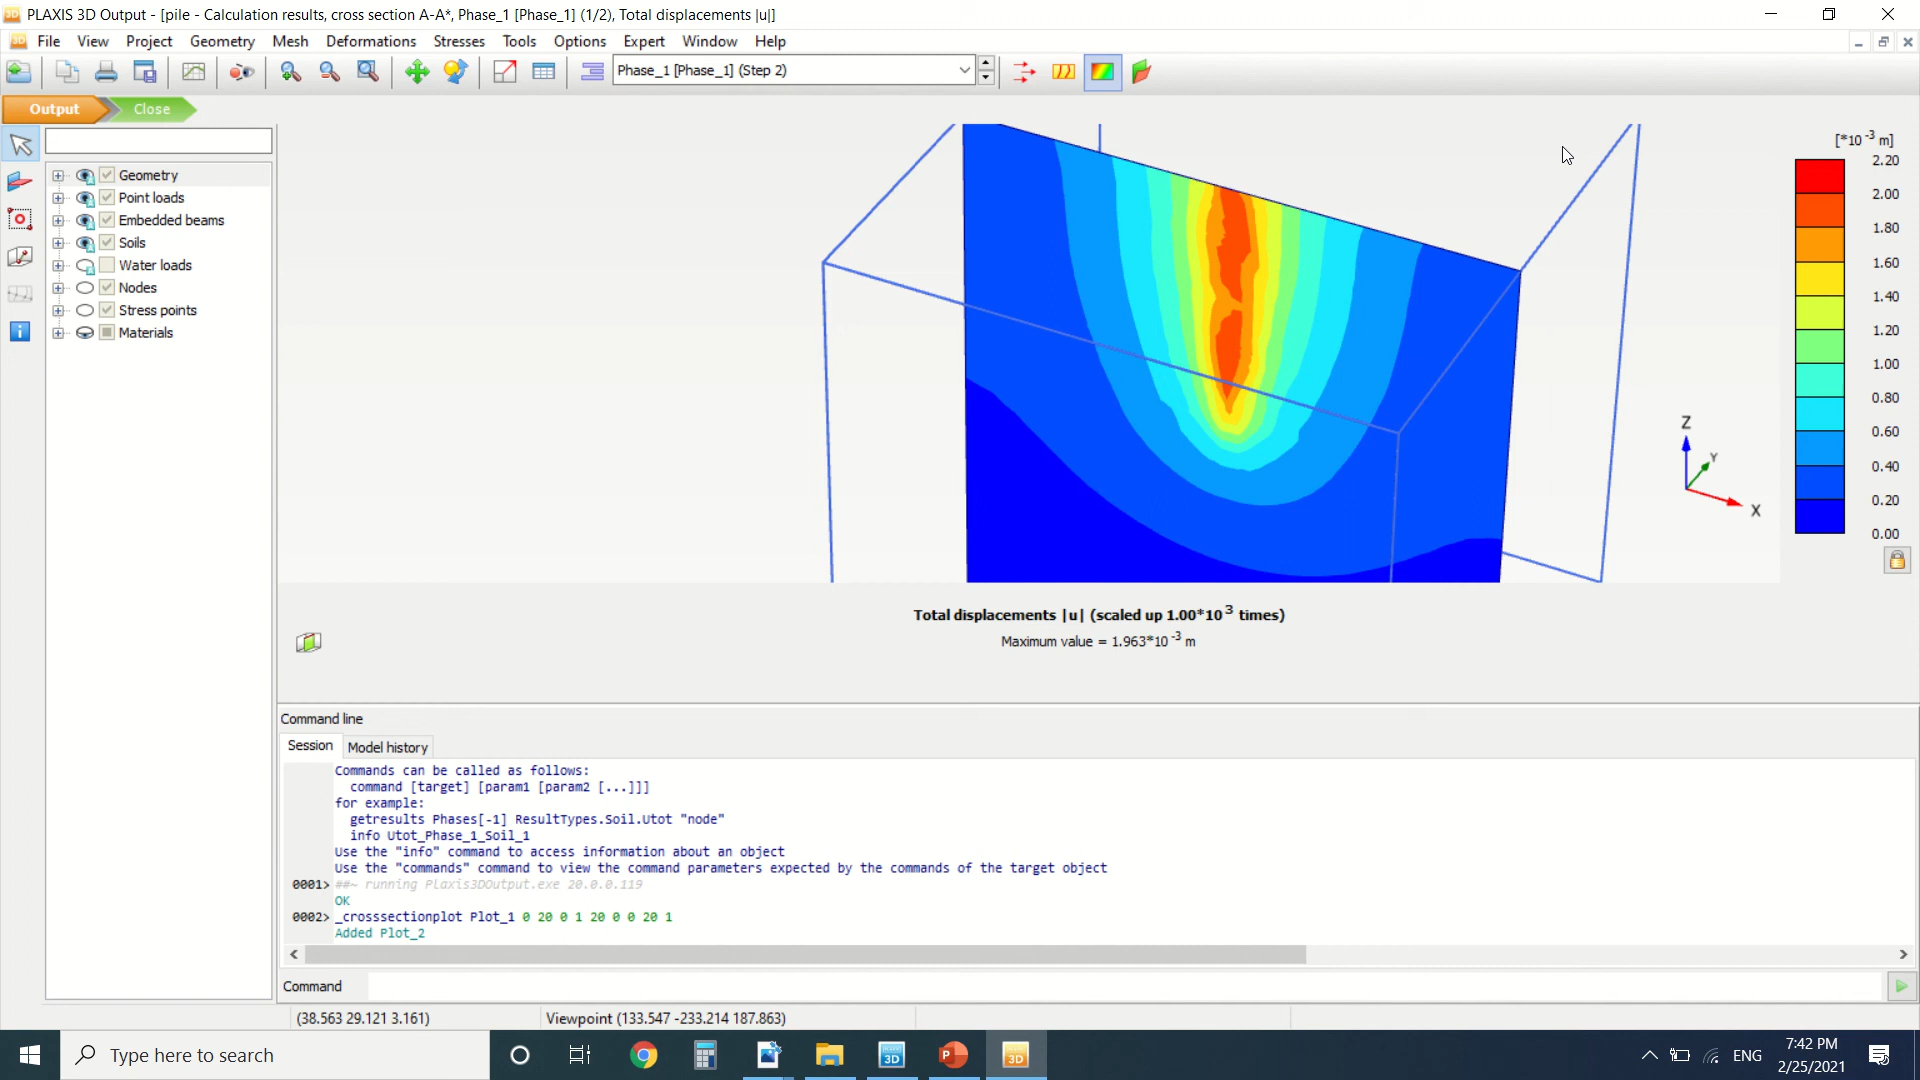 PLAXIS 3D Output - [pile - Calculation results, cross section A-A*, Phase_1 [Phase_1] (1/2), Total displacements |u|]
File View Project Geometry Mesh Deformations Stresses Tools Options Expert Window Help
Phase_1 [Phase_1] (Step 2)
Output Close
Geometry
Point loads
Embedded beams
Soils
Water loads
Nodes
Stress points
Materials
[*10⁻³ m]
2.20
2.00
1.80
1.60
1.40
1.20
1.00
0.80
0.60
0.40
0.20
0.00
Z
Y
X
Total displacements |u| (scaled up 1.00*10³ times)
Maximum value = 1.963*10⁻³ m
Command line
Session Model history
Commands can be called as follows:
command [target] [param1 [param2 [...]]]
for example:
getresults Phases[-1] ResultTypes.Soil.Utot "node"
info Utot_Phase_1_Soil_1
Use the "info" command to access information about an object
Use the "commands" command to view the command parameters expected by the commands of the target object
0001> ##~ running Plaxis3DOutput.exe 20.0.0.119
OK
0002> _crosssectionplot Plot_1 0 20 0 1 20 0 0 20 1
Added Plot_2
Command
(38.563 29.121 3.161) Viewpoint (133.547 -233.214 187.863)
Type here to search
3D
P
3D
ENG
7:42 PM
2/25/2021